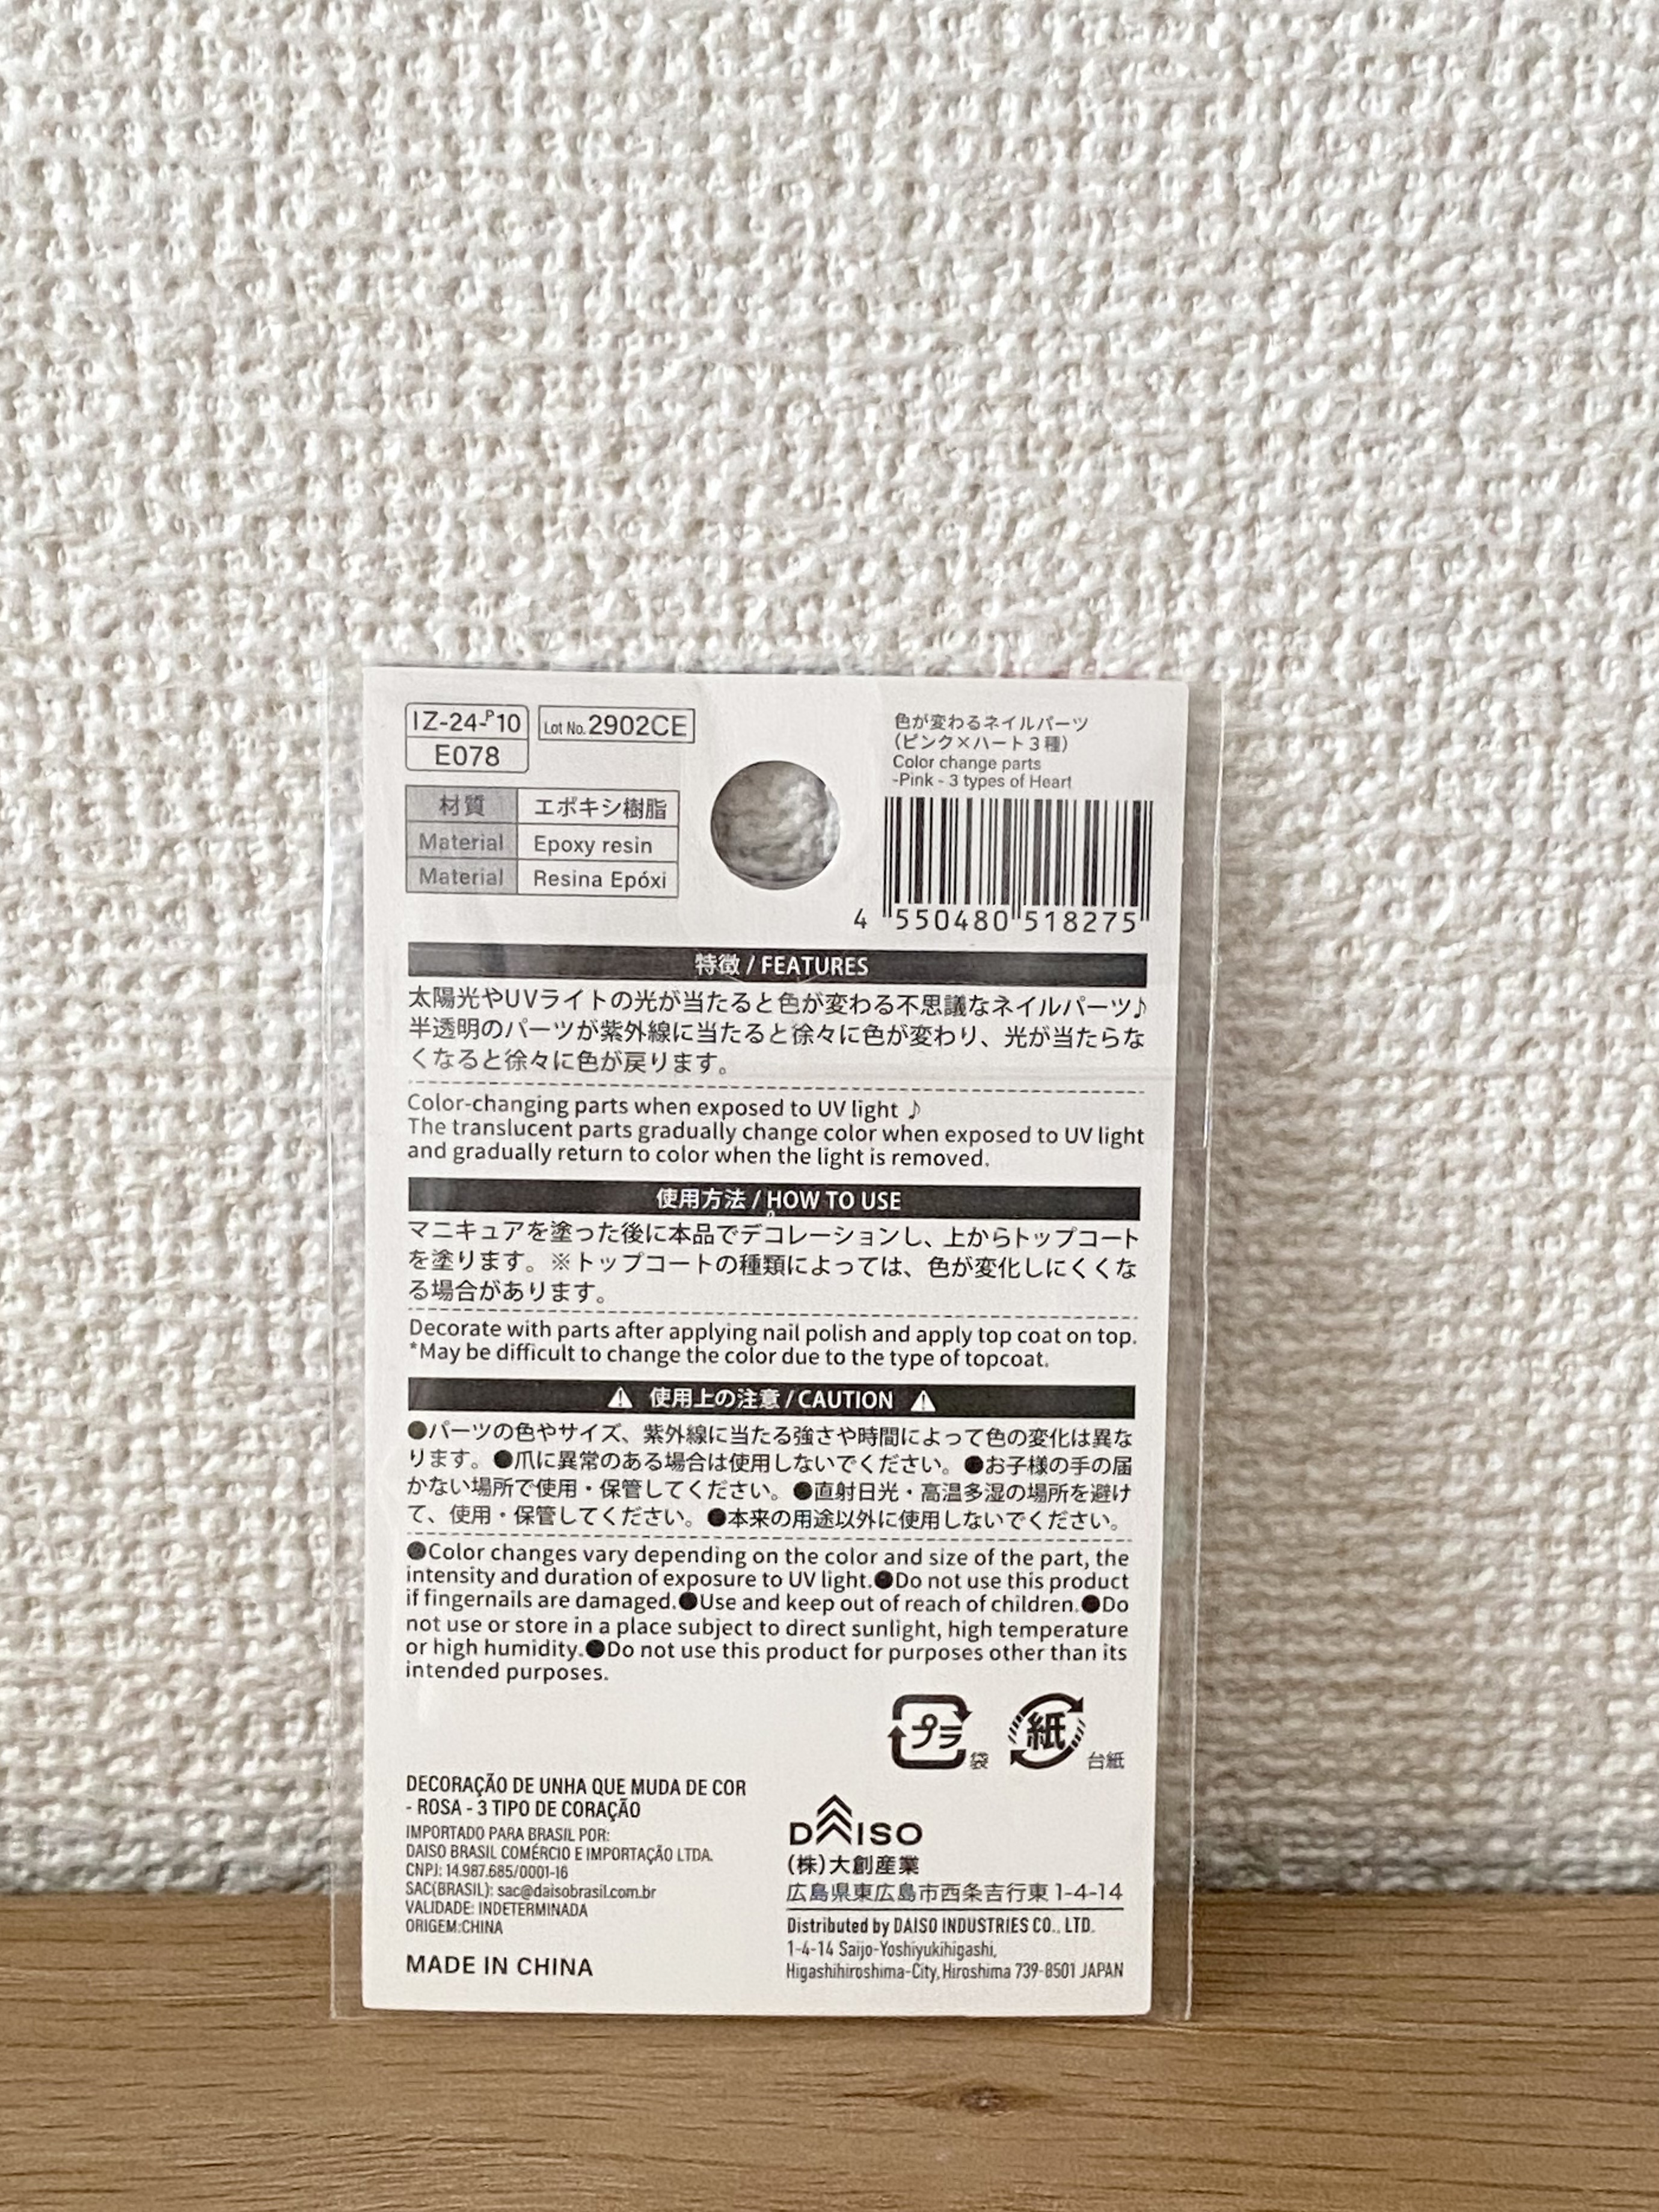 IZ-24-P10
E078
Lot No.2902CE
材質 エポキシ樹脂
Material Epoxy resin
Material Resina Epóxi
色が変わるネイルパーツ
（ピンク×ハート３種）
Color change parts
-Pink - 3 types of Heart
4 550480 518275
特徴 / FEATURES
太陽光やUVライトの光が当たると色が変わる不思議なネイルパーツ♪
半透明のパーツが紫外線に当たると徐々に色が変わり、光が当たらな
くなると徐々に色が戻ります。
Color-changing parts when exposed to UV light ♪
The translucent parts gradually change color when exposed to UV light
and gradually return to color when the light is removed.
使用方法 / HOW TO USE
マニキュアを塗った後に本品でデコレーションし、上からトップコート
を塗ります。※トップコートの種類によっては、色が変化しにくくな
る場合があります。
Decorate with parts after applying nail polish and apply top coat on top.
*May be difficult to change the color due to the type of topcoat.
⚠ 使用上の注意 / CAUTION ⚠
●パーツの色やサイズ、紫外線に当たる強さや時間によって色の変化は異な
ります。●爪に異常のある場合は使用しないでください。●お子様の手の届
かない場所で使用・保管してください。●直射日光・高温多湿の場所を避け
て、使用・保管してください。●本来の用途以外に使用しないでください。
●Color changes vary depending on the color and size of the part, the
intensity and duration of exposure to UV light.●Do not use this product
if fingernails are damaged.●Use and keep out of reach of children.●Do
not use or store in a place subject to direct sunlight, high temperature
or high humidity.●Do not use this product for purposes other than its
intended purposes.
プラ 袋 紙 台紙
DECORAÇÃO DE UNHA QUE MUDA DE COR
- ROSA - 3 TIPO DE CORAÇÃO
IMPORTADO PARA BRASIL POR:
DAISO BRASIL COMÉRCIO E IMPORTAÇÃO LTDA.
CNPJ: 14.987.685/0001-16
SAC(BRASIL): sac@daisobrasil.com.br
VALIDADE: INDETERMINADA
ORIGEM:CHINA
MADE IN CHINA
DAISO
(株)大創産業
広島県東広島市西条吉行東 1-4-14
Distributed by DAISO INDUSTRIES CO., LTD.
1-4-14 Saijo-Yoshiyukihigashi,
Higashihiroshima-City, Hiroshima 739-8501 JAPAN